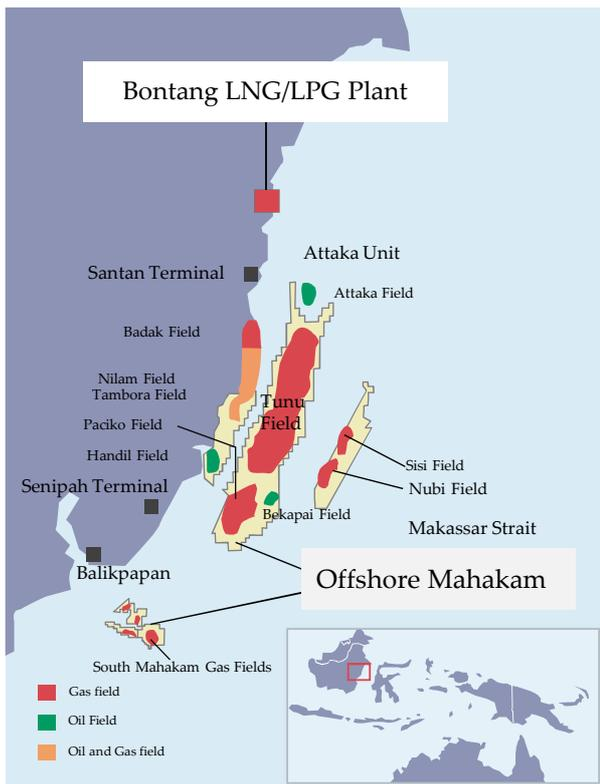 Bontang LNG/LPG Plant
Attaka Unit
Santan Terminal
Attaka Field
Badak Field
Nilam Field
Tambora Field
Tunu
Field
Paciko Field
Handil Field
Sisi Field
Senipah Terminal
Nubi Field
Bekapai Field
Makassar Strait
Balikpapan
Offshore Mahakam
South Mahakam Gas Fields
Gas field
Oil Field
Oil and Gas field